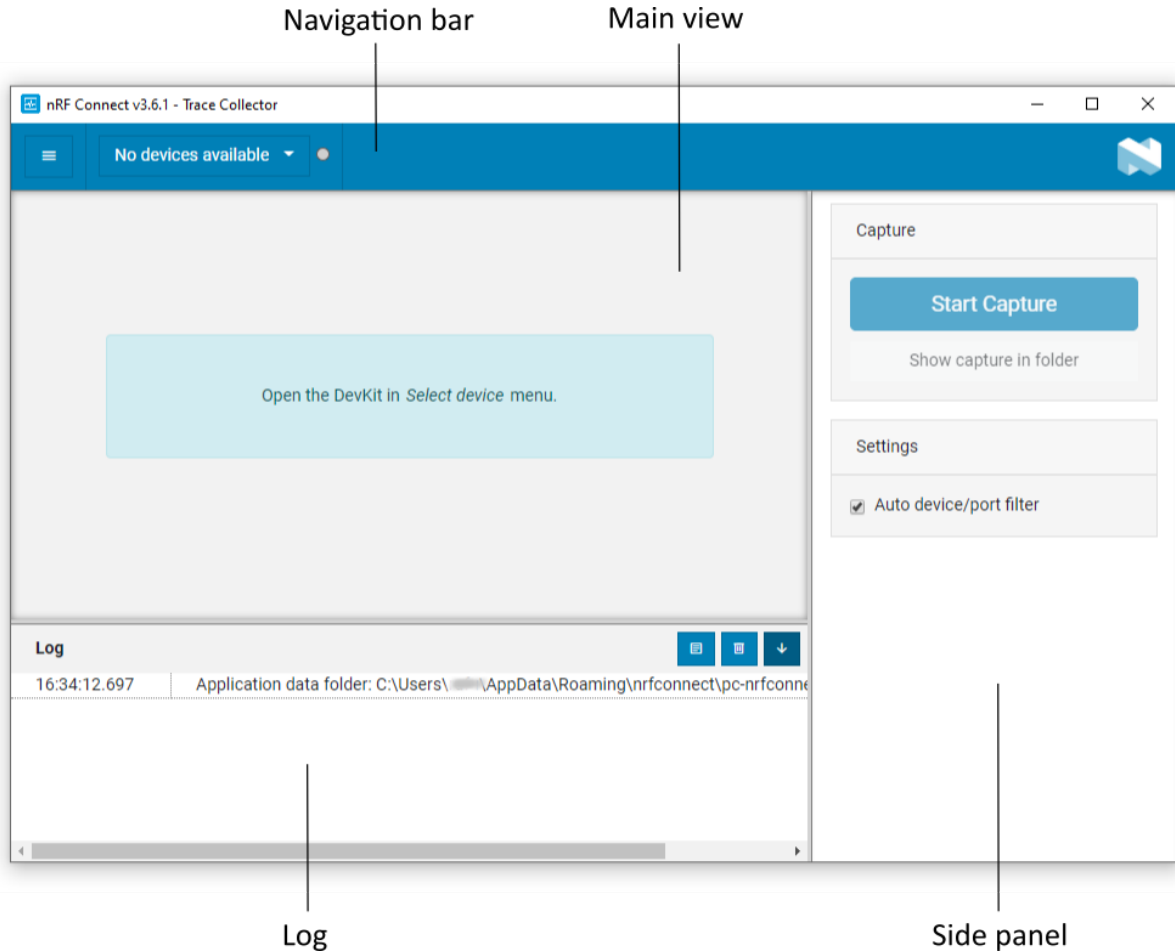 Navigation bar
Main view
nRF Connect v3.6.1 - Trace Collector
No devices available
Capture
Start Capture
Show capture in folder
Open the DevKit in Select device menu.
Settings
Auto device/port filter
Log
16:34:12.697 Application data folder: C:\Users\ \AppData\Roaming\nrfconnect\pc-nrfconne
Log
Side panel